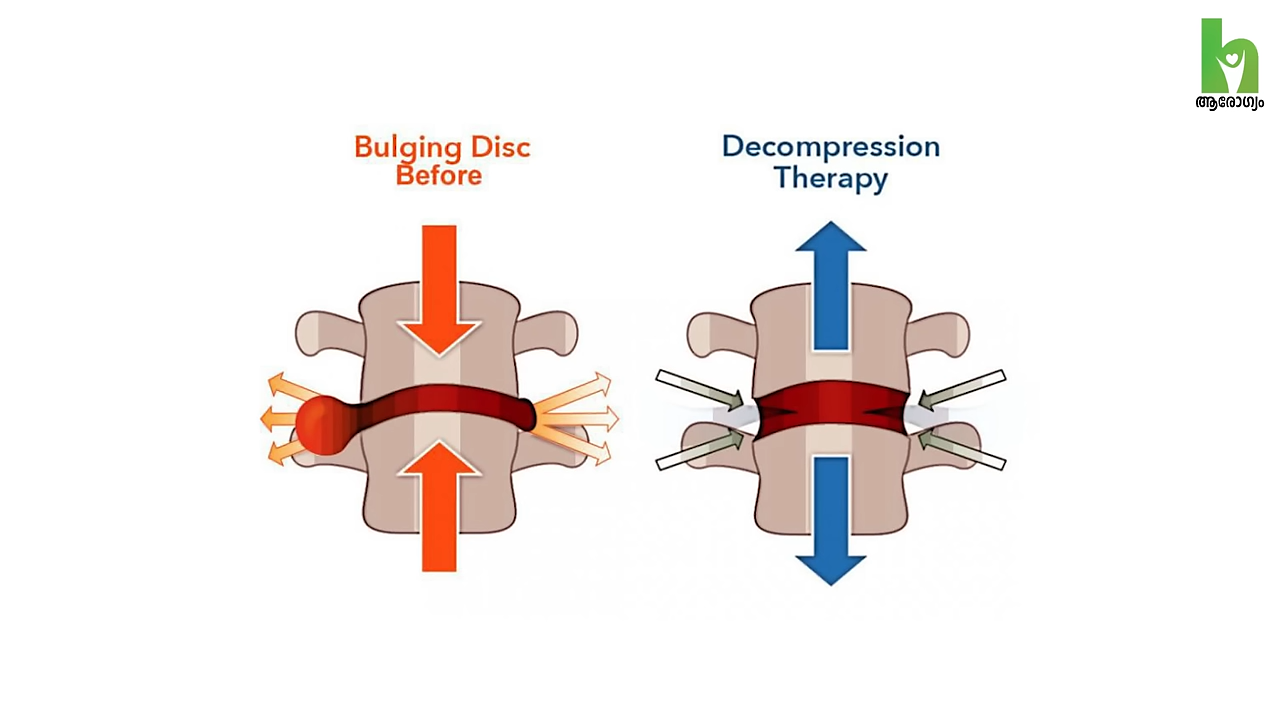 ആരോഗ്യം
Bulging Disc
Before
Decompression
Therapy